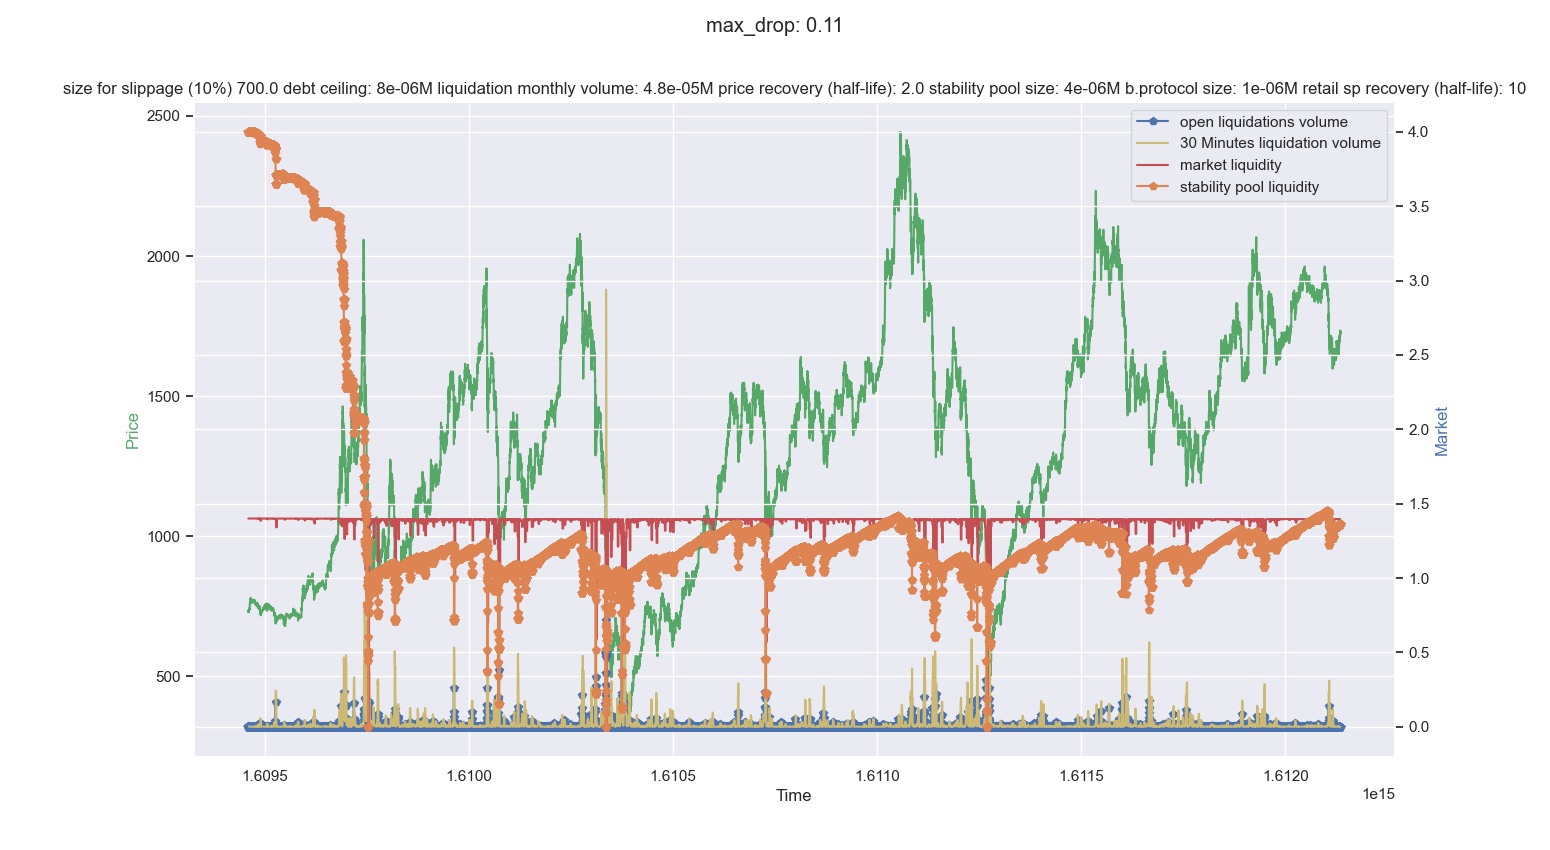 max_drop: 0.11
size for slippage (10%) 700.0 debt ceiling: 8e-06M liquidation monthly volume: 4.8e-05M price recovery (half-life): 2.0 stability pool size: 4e-06M b.protocol size: 1e-06M retail sp recovery (half-life): 10
open liquidations volume
30 Minutes liquidation volume
market liquidity
stability pool liquidity
2500
2000
1500
1000
500
Price
4.0
3.5
3.0
2.5
2.0
1.5
1.0
0.5
0.0
Market
1.6095 1.6100 1.6105 1.6110 1.6115 1.6120
1e15
Time